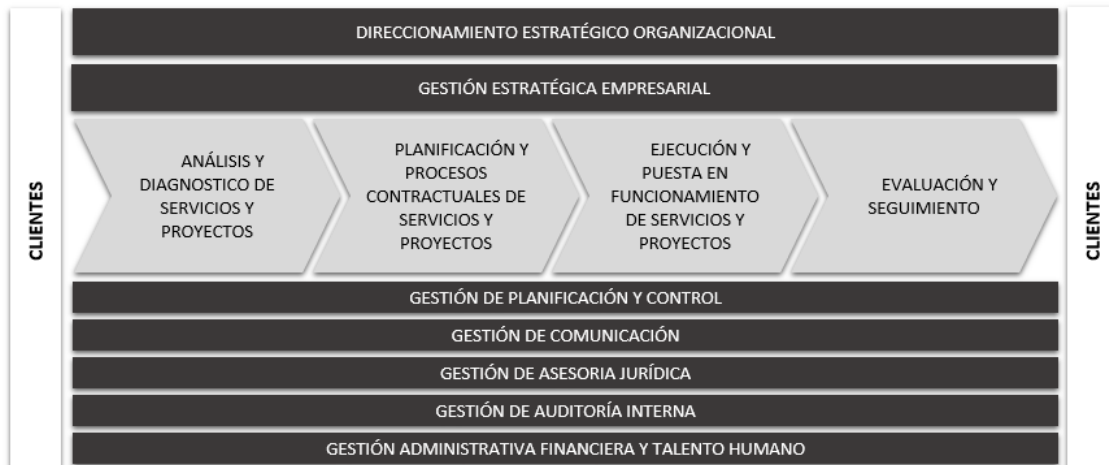 DIRECCIONAMIENTO ESTRATÉGICO ORGANIZACIONAL
GESTIÓN ESTRATÉGICA EMPRESARIAL
CLIENTES
ANÁLISIS Y
DIAGNOSTICO DE
SERVICIOS Y
PROYECTOS
PLANIFICACIÓN Y
PROCESOS
CONTRACTUALES DE
SERVICIOS Y
PROYECTOS
EJECUCIÓN Y
PUESTA EN
FUNCIONAMIENTO
DE SERVICIOS Y
PROYECTOS
EVALUACIÓN Y
SEGUIMIENTO
CLIENTES
GESTIÓN DE PLANIFICACIÓN Y CONTROL
GESTIÓN DE COMUNICACIÓN
GESTIÓN DE ASESORIA JURÍDICA
GESTIÓN DE AUDITORÍA INTERNA
GESTIÓN ADMINISTRATIVA FINANCIERA Y TALENTO HUMANO